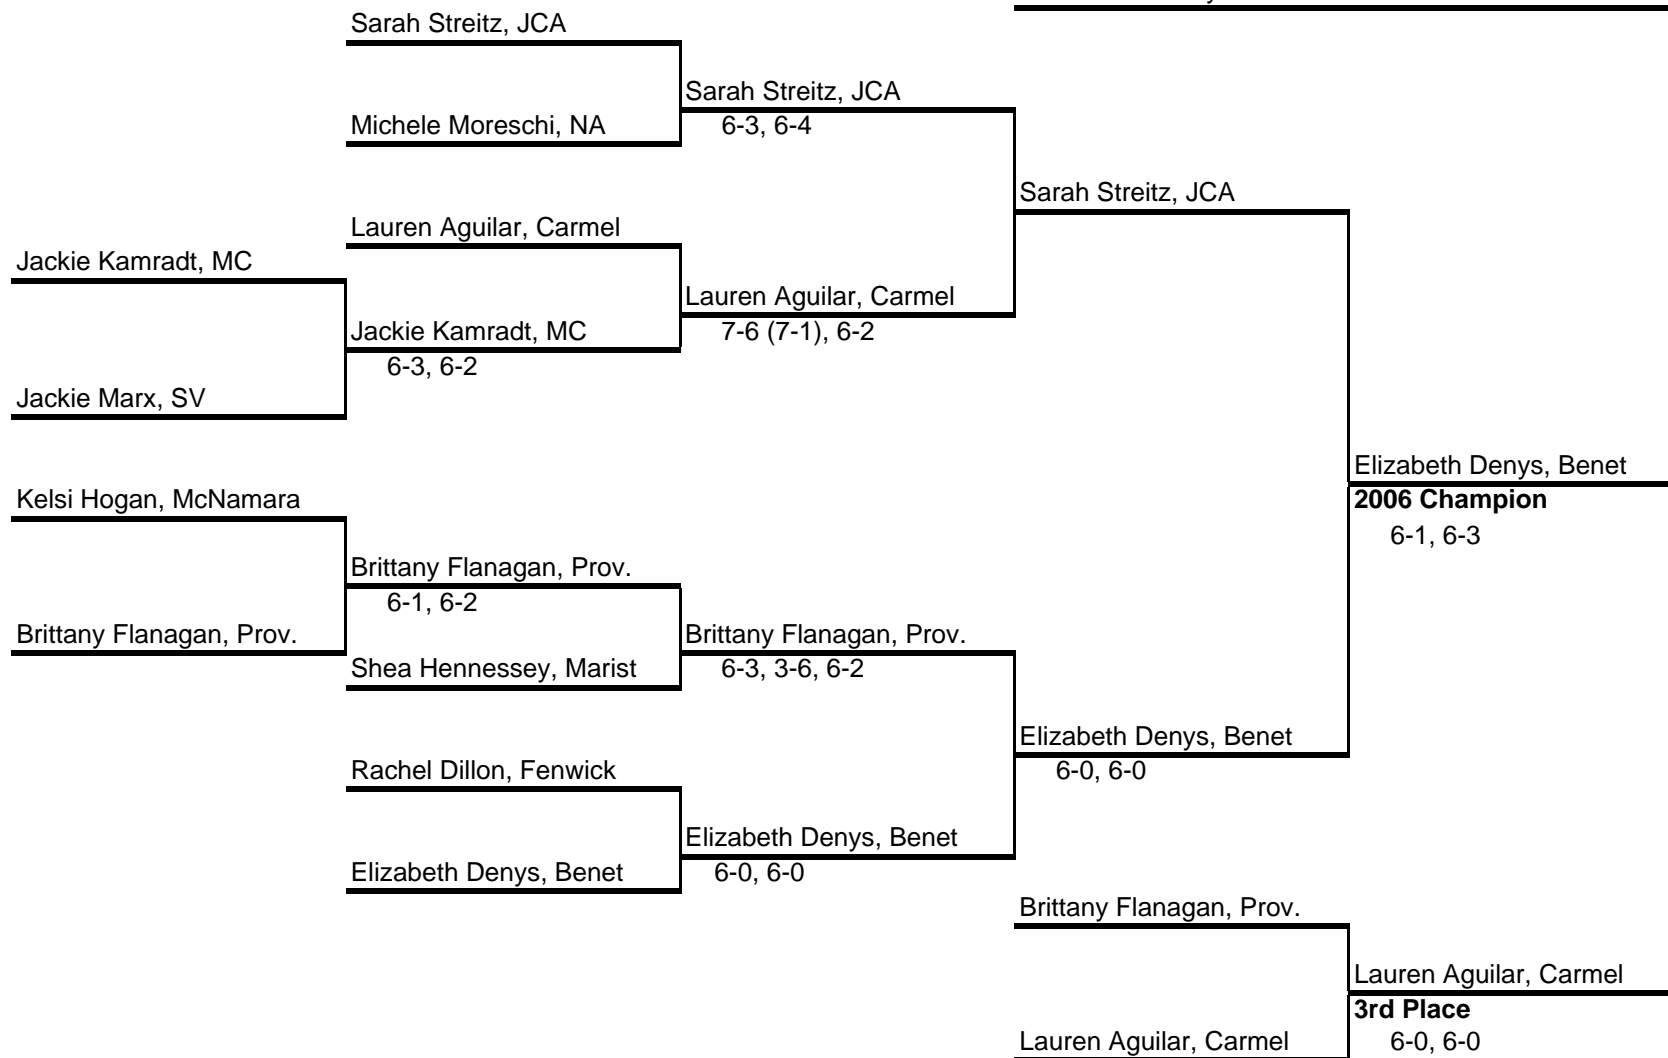 Sarah Streitz, JCA
Sarah Streitz, JCA
Michele Moreschi, NA
6-3, 6-4
Sarah Streitz, JCA
Lauren Aguilar, Carmel
Jackie Kamradt, MC
Lauren Aguilar, Carmel
Jackie Kamradt, MC
7-6 (7-1), 6-2
6-3, 6-2
Jackie Marx, SV
Elizabeth Denys, Benet
Kelsi Hogan, McNamara
2006 Champion
6-1, 6-3
Brittany Flanagan, Prov.
6-1, 6-2
Brittany Flanagan, Prov.
Brittany Flanagan, Prov.
Shea Hennessey, Marist
6-3, 3-6, 6-2
Elizabeth Denys, Benet
Rachel Dillon, Fenwick
6-0, 6-0
Elizabeth Denys, Benet
Elizabeth Denys, Benet
6-0, 6-0
Brittany Flanagan, Prov.
Lauren Aguilar, Carmel
3rd Place
Lauren Aguilar, Carmel
6-0, 6-0